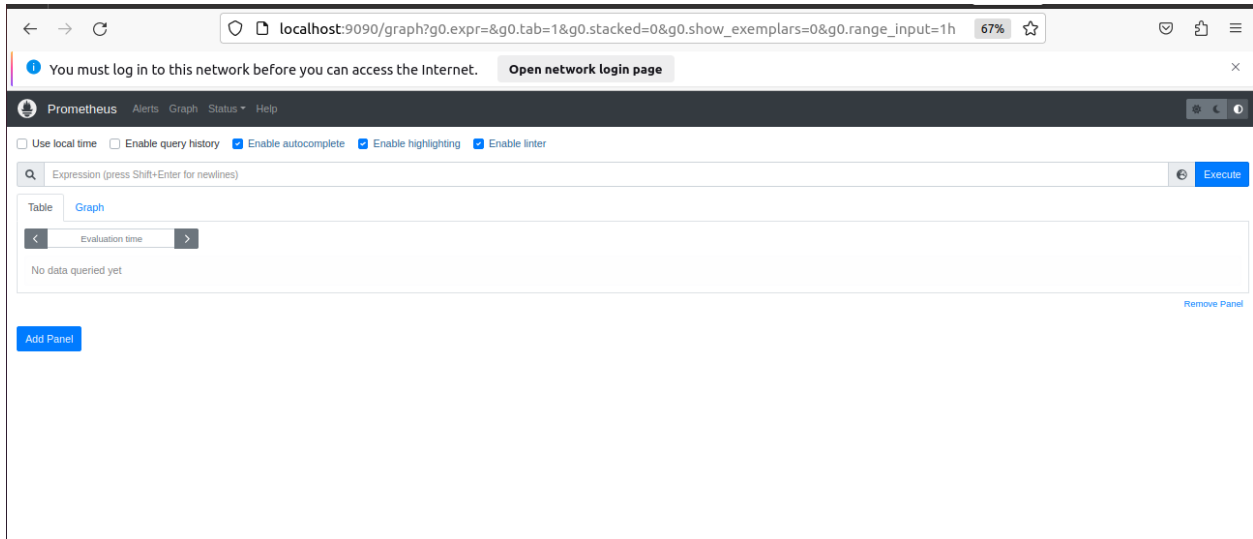 localhost:9090/graph?g0.expr=&g0.tab=1&g0.stacked=0&g0.show_exemplars=0&g0.range_input=1h 67%
You must log in to this network before you can access the Internet. Open network login page
Prometheus Alerts Graph Status Help
Use local time Enable query history Enable autocomplete Enable highlighting Enable linter
Expression (press Shift+Enter for newlines) Execute
Table Graph
Evaluation time
No data queried yet
Remove Panel
Add Panel